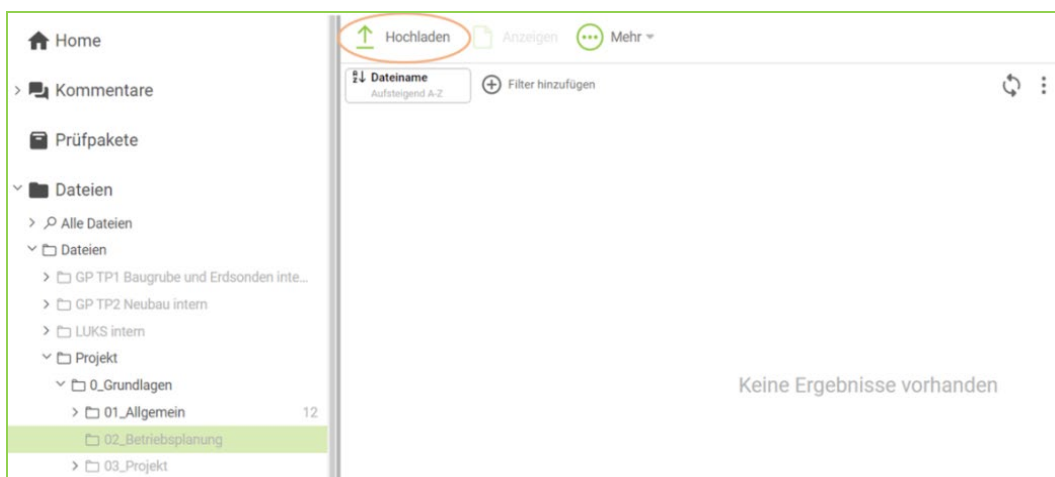 Home
Kommentare
Prüfpakete
Dateien
Alle Dateien
Dateien
GP TP1 Baugrube und Erdsonden inte...
GP TP2 Neubau intern
LUKS intern
Projekt
0_Grundlagen
01_Allgemein 12
02_Betriebsplanung
03_Projekt
Hochladen Anzeigen Mehr
Dateiname
Aufsteigend A-Z
Filter hinzufügen
Keine Ergebnisse vorhanden